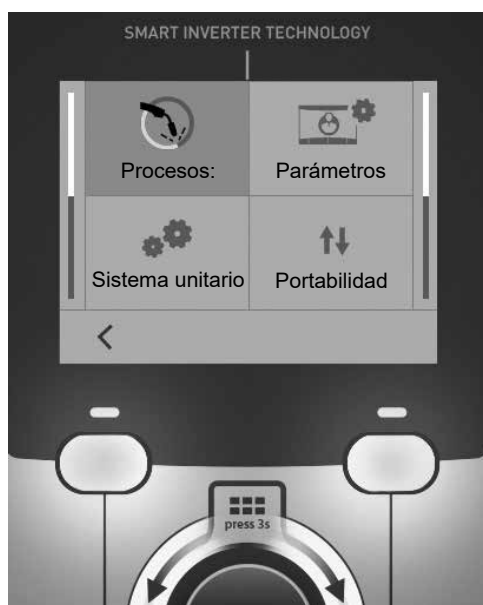 SMART INVERTER TECHNOLOGY
Procesos:
Parámetros
Sistema unitario
Portabilidad
press 3s